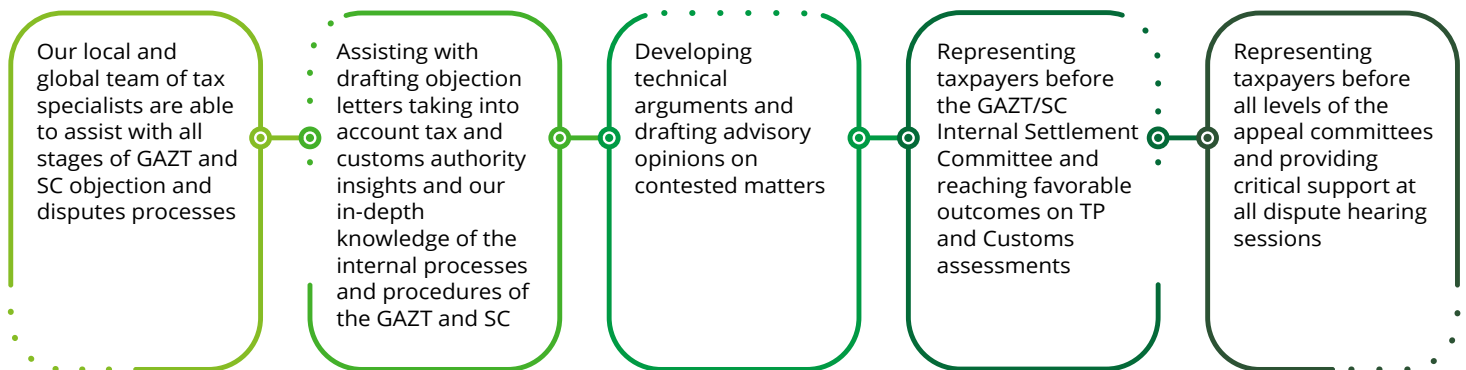 Our local and
global team of tax
specialists are able
to assist with all
stages of GAZT and
SC objection and
disputes processes
Assisting with
drafting objection
letters taking into
account tax and
customs authority
insights and our
in-depth
knowledge of the
internal processes
and procedures of
the GAZT and SC
Developing
technical
arguments and
drafting advisory
opinions on
contested matters
Representing
taxpayers before
the GAZT/SC
Internal Settlement
Committee and
reaching favorable
outcomes on TP
and Customs
assessments
Representing
taxpayers before
all levels of the
appeal committees
and providing
critical support at
all dispute hearing
sessions